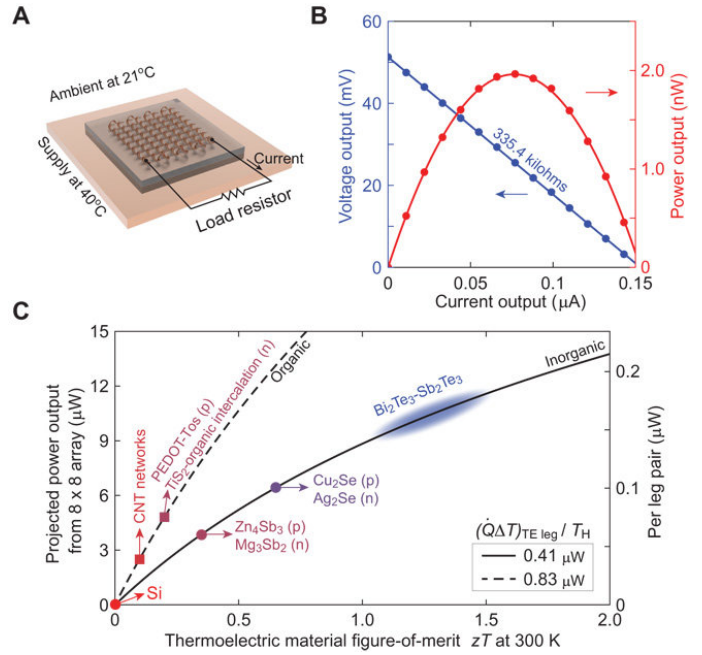 A
Ambient at 21°C
Supply at 40°C
Current
Load resistor
B
Voltage output (mV)
60
40
20
0
335.4 kilohms
2.0
1.0
0
Power output (nW)
0
0.05
0.1
0.15
Current output (μA)
C
Projected power output
from 8 x 8 array (μW)
15
12
9
6
3
0
CNT networks
PEDOT-Tos (p)
TiS2-organic intercalation (n)
Organic
Inorganic
Bi2Te3-Sb2Te3
Cu2Se (p)
Ag2Se (n)
Zn4Sb3 (p)
Mg3Sb2 (n)
Si
(Q̇ΔT)TE leg / TH
0.41 μW
0.83 μW
0.2
0.1
0
Per leg pair (μW)
0
0.5
1.0
1.5
2.0
Thermoelectric material figure-of-merit zT at 300 K